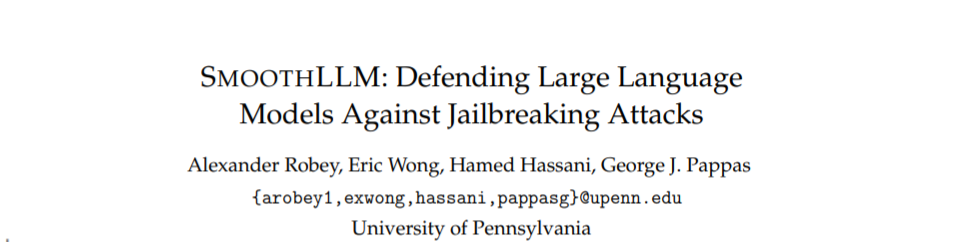 SMOOTHLLM: Defending Large Language
Models Against Jailbreaking Attacks
Alexander Robey, Eric Wong, Hamed Hassani, George J. Pappas
{arobey1,exwong,hassani,pappasg}@upenn.edu
University of Pennsylvania